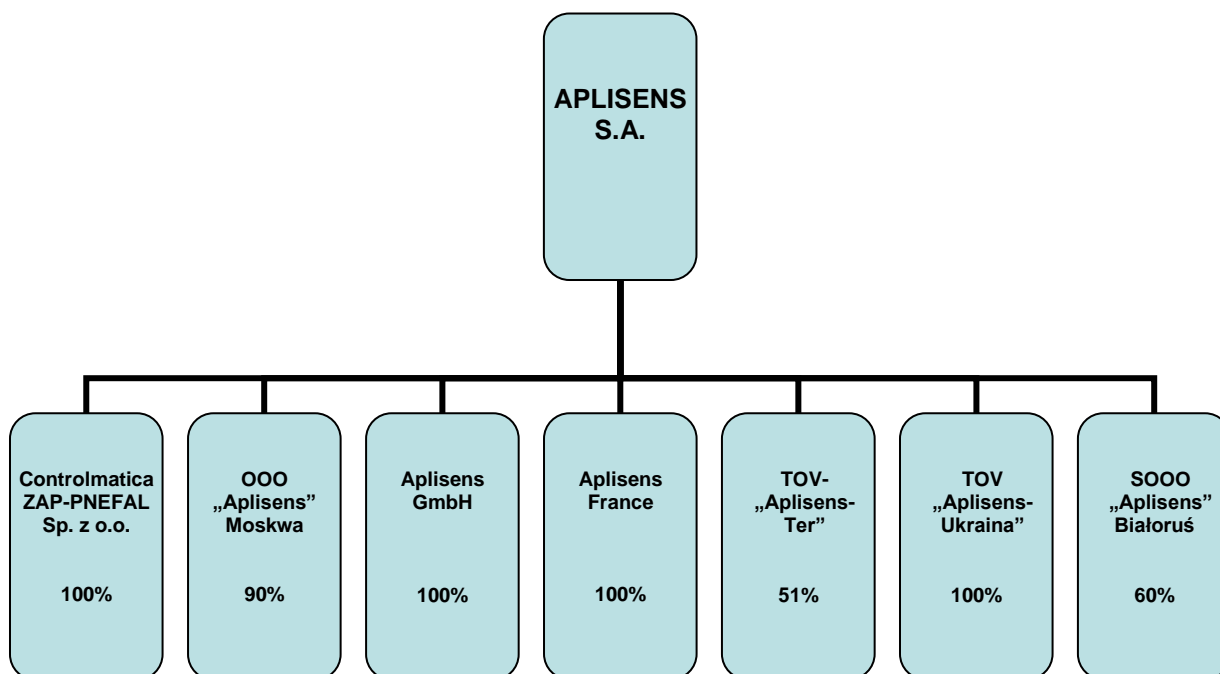 APLISENS
S.A.
Controlmatica
ZAP-PNEFAL
Sp. z o.o.
100%
OOO
„Aplisens”
Moskwa
90%
Aplisens
GmbH
100%
Aplisens
France
100%
TOV-
„Aplisens-
Ter”
51%
TOV
„Aplisens-
Ukraina”
100%
SOOO
„Aplisens”
Białoruś
60%